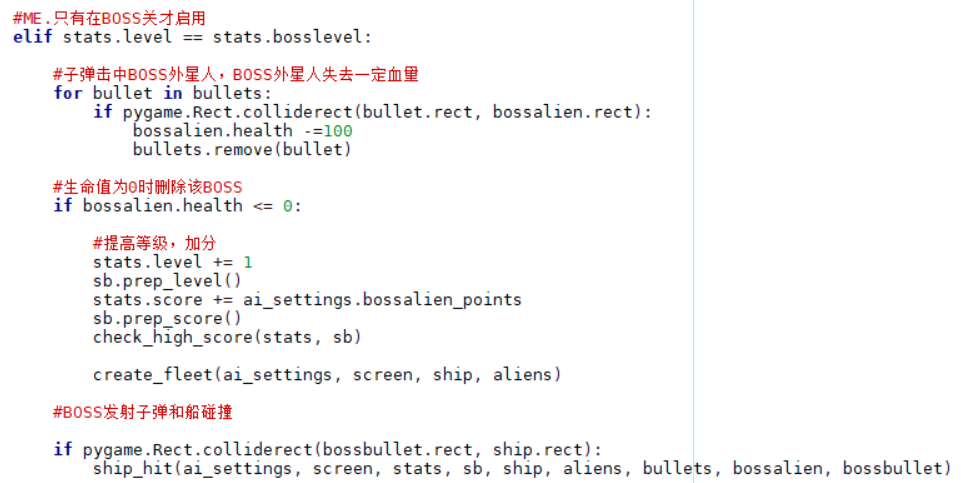 #ME.只有在BOSS关才启用
elif stats.level == stats.bosslevel:
#子弹击中BOSS外星人，BOSS外星人失去一定血量
for bullet in bullets:
if pygame.Rect.colliderect(bullet.rect, bossalien.rect):
bossalien.health -=100
bullets.remove(bullet)
#生命值为0时删除该BOSS
if bossalien.health <= 0:
#提高等级，加分
stats.level += 1
sb.prep_level()
stats.score += ai_settings.bossalien_points
sb.prep_score()
check_high_score(stats, sb)
create_fleet(ai_settings, screen, ship, aliens)
#BOSS发射子弹和船碰撞
if pygame.Rect.colliderect(bossbullet.rect, ship.rect):
ship_hit(ai_settings, screen, stats, sb, ship, aliens, bullets, bossalien, bossbullet)